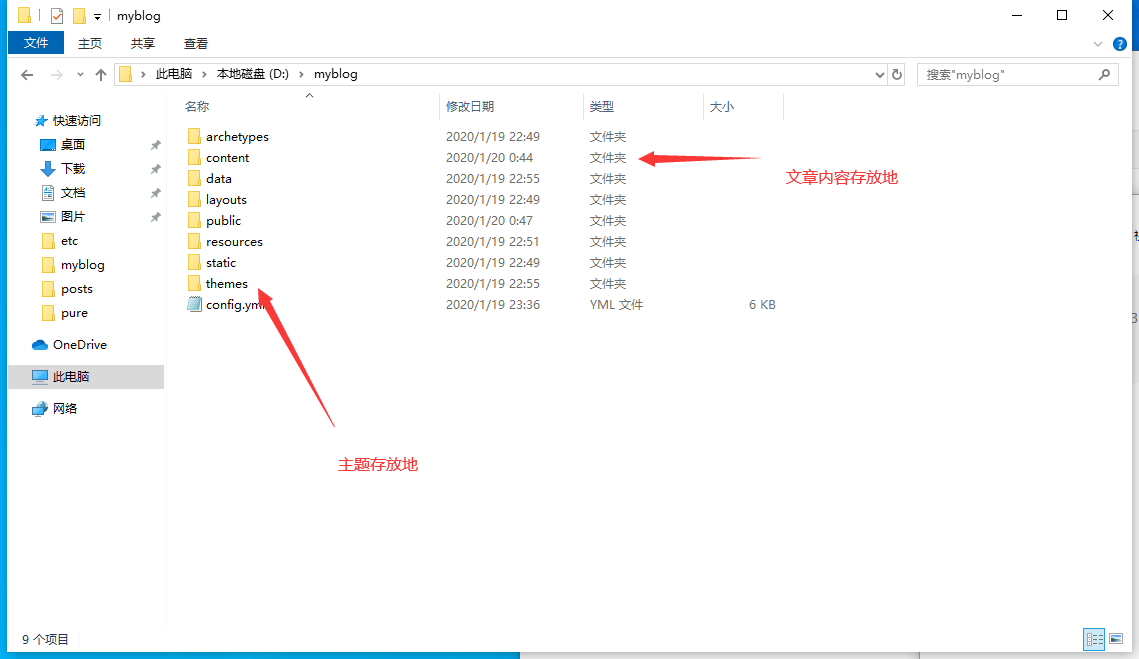 myblog
文件 主页 共享 查看
此电脑 本地磁盘 (D:) myblog 搜索"myblog"
名称 修改日期 类型 大小
快速访问
桌面
下载
文档
图片
etc
myblog
posts
pure
OneDrive
此电脑
网络
archetypes 2020/1/19 22:49 文件夹
content 2020/1/20 0:44 文件夹
data 2020/1/19 22:55 文件夹
layouts 2020/1/19 22:49 文件夹
public 2020/1/20 0:47 文件夹
resources 2020/1/19 22:51 文件夹
static 2020/1/19 22:49 文件夹
themes 2020/1/19 22:55 文件夹
config.yml 2020/1/19 23:36 YML 文件 6 KB
文章内容存放地
主题存放地
9 个项目